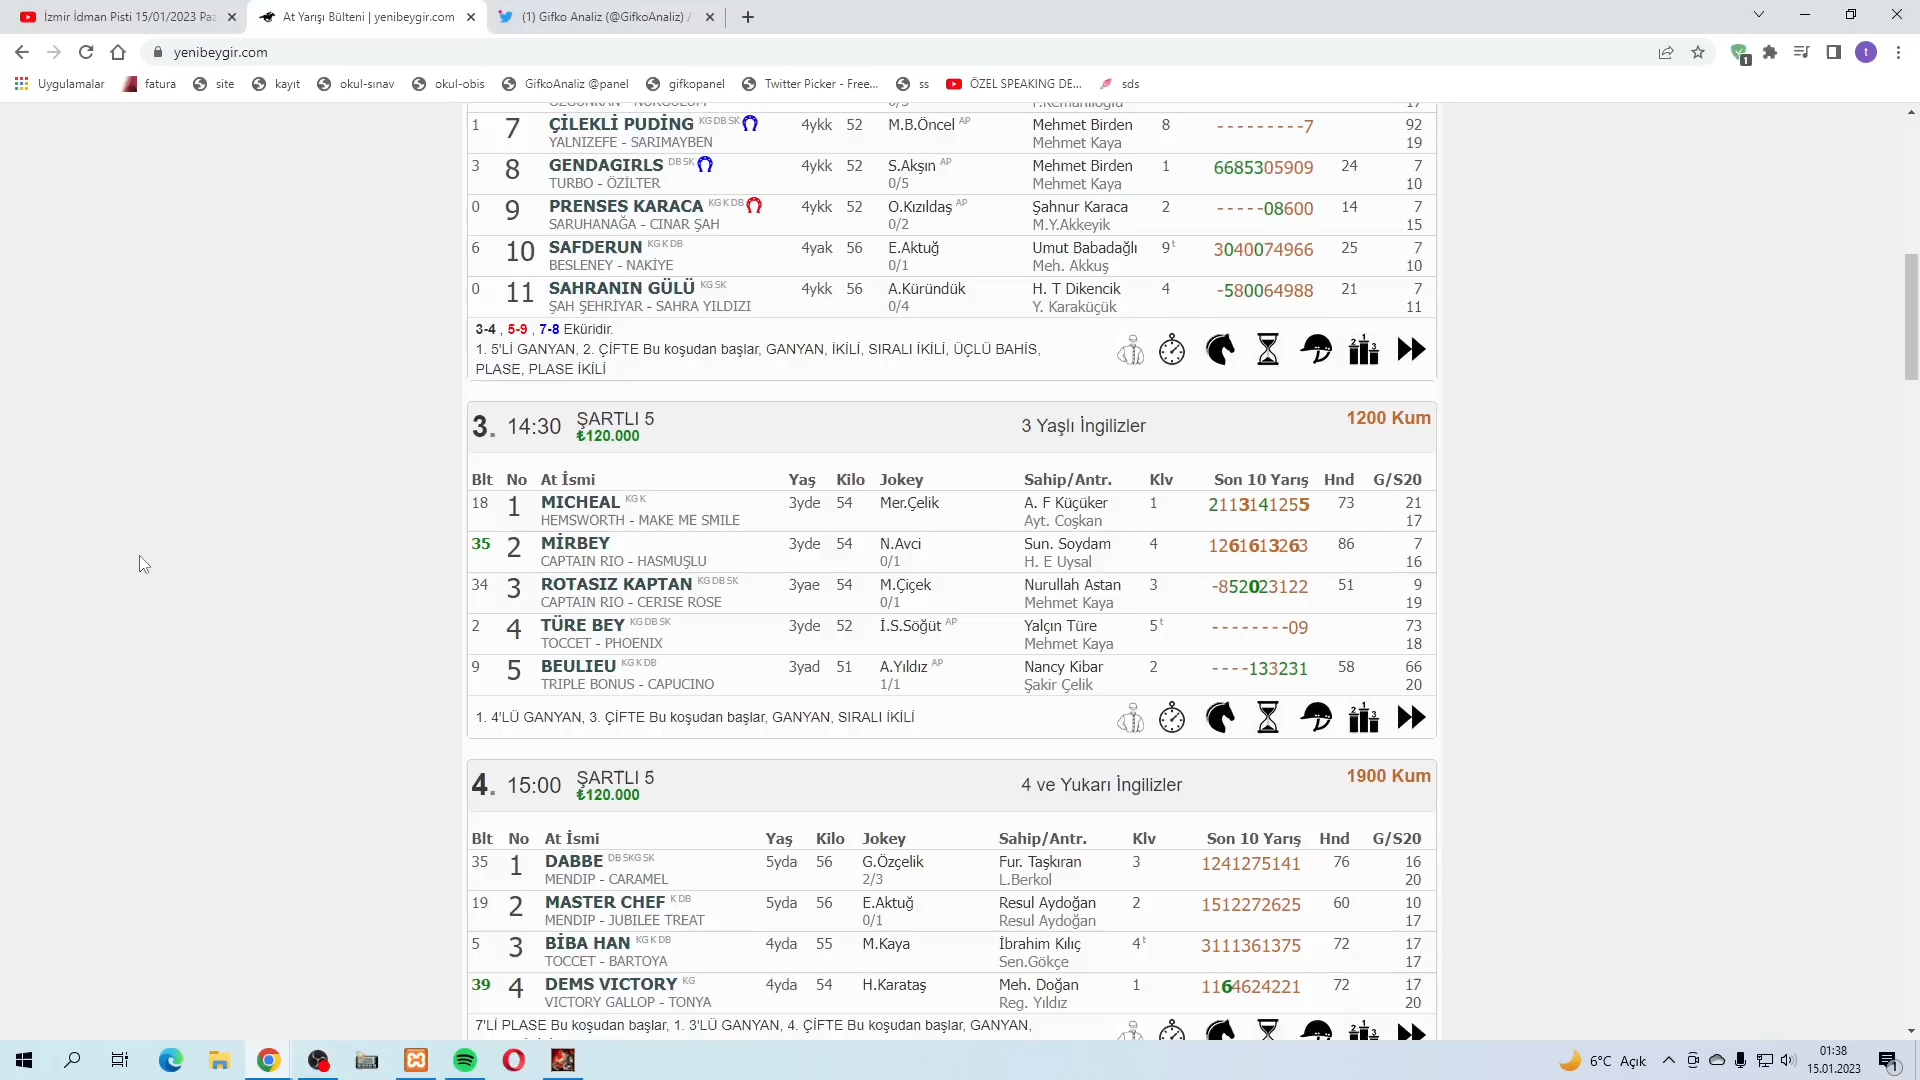 İzmir İdman Pisti 15/01/2023 Paz
At Yarışı Bülteni | yenibeygir.com
(1) Gifko Analiz (@GifkoAnaliz) /
yenibeygir.com
Uygulamalar fatura site kayıt okul-sınav okul-obis GifkoAnaliz @panel gifkopanel Twitter Picker - Free... ss ÖZEL SPEAKING DE... sds
1 7 ÇİLEKLİ PUDİNG KG DB SK 4ykk 52 M.B.Öncel AP Mehmet Birden 8 ---------7 92
YALNIZEFE - SARIMAYBEN Mehmet Kaya 19
3 8 GENDAGIRLS DB SK 4ykk 52 S.Akşın AP Mehmet Birden 1 6685305909 24 7
TURBO - ÖZİLTER 0/5 Mehmet Kaya 10
0 9 PRENSES KARACA KG K DB 4ykk 52 O.Kızıldaş AP Şahnur Karaca 2 -----08600 14 7
SARUHANAĞA - CINAR ŞAH 0/2 M.Y.Akkeyik 15
6 10 SAFDERUN KG K DB 4yak 56 E.Aktuğ Umut Babadağlı 9 t 3040074966 25 7
BESLENEY - NAKİYE 0/1 Meh. Akkuş 10
0 11 SAHRANIN GÜLÜ KG SK 4ykk 56 A.Küründük H. T Dikencik 4 -580064988 21 7
ŞAH ŞEHRİYAR - SAHRA YILDIZI 0/4 Y. Karaküçük 11
3-4 , 5-9 , 7-8 Eküridir.
1. 5'Lİ GANYAN, 2. ÇİFTE Bu koşudan başlar, GANYAN, İKİLİ, SIRALI İKİLİ, ÜÇLÜ BAHİS,
PLASE, PLASE İKİLİ
3. 14:30 ŞARTLI 5 3 Yaşlı İngilizler 1200 Kum
₺120.000
Blt No At İsmi Yaş Kilo Jokey Sahip/Antr. Klv Son 10 Yarış Hnd G/S20
18 1 MICHEAL KG K 3yde 54 Mer.Çelik A. F Küçüker 1 2113141255 73 21
HEMSWORTH - MAKE ME SMILE Ayt. Coşkan 17
35 2 MİRBEY 3yde 54 N.Avci Sun. Soydam 4 1261613263 86 7
CAPTAIN RIO - HASMUŞLU 0/1 H. E Uysal 16
34 3 ROTASIZ KAPTAN KG DB SK 3yae 54 M.Çiçek Nurullah Astan 3 -852023122 51 9
CAPTAIN RIO - CERISE ROSE 0/1 Mehmet Kaya 19
2 4 TÜRE BEY KG DB SK 3yde 52 İ.S.Söğüt AP Yalçın Türe 5 t --------09 73
TOCCET - PHOENIX Mehmet Kaya 18
9 5 BEULIEU KG K DB 3yad 51 A.Yıldız AP Nancy Kibar 2 ----133231 58 66
TRIPLE BONUS - CAPUCINO 1/1 Şakir Çelik 20
1. 4'LÜ GANYAN, 3. ÇİFTE Bu koşudan başlar, GANYAN, SIRALI İKİLİ
4. 15:00 ŞARTLI 5 4 ve Yukarı İngilizler 1900 Kum
₺120.000
Blt No At İsmi Yaş Kilo Jokey Sahip/Antr. Klv Son 10 Yarış Hnd G/S20
35 1 DABBE DB SKG SK 5yda 56 G.Özçelik Fur. Taşkıran 3 1241275141 76 16
MENDIP - CARAMEL 2/3 L.Berkol 20
19 2 MASTER CHEF K DB 5yda 56 E.Aktuğ Resul Aydoğan 2 1512272625 60 10
MENDIP - JUBILEE TREAT 0/1 Resul Aydoğan 17
5 3 BİBA HAN KG K DB 4yda 55 M.Kaya İbrahim Kılıç 4 t 3111361375 72 17
TOCCET - BARTOYA Sen.Gökçe 17
39 4 DEMS VICTORY KG 4yda 54 H.Karataş Meh. Doğan 1 1164624221 72 17
VICTORY GALLOP - TONYA Reg. Yıldız 20
7'Lİ PLASE Bu koşudan başlar, 1. 3'LÜ GANYAN, 4. ÇİFTE Bu koşudan başlar, GANYAN,
6°C Açık 01:38
15.01.2023